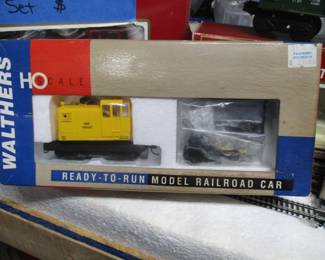 Set $
WALTHERS
HO SCALE
READY-TO-RUN MODEL RAILROAD CAR